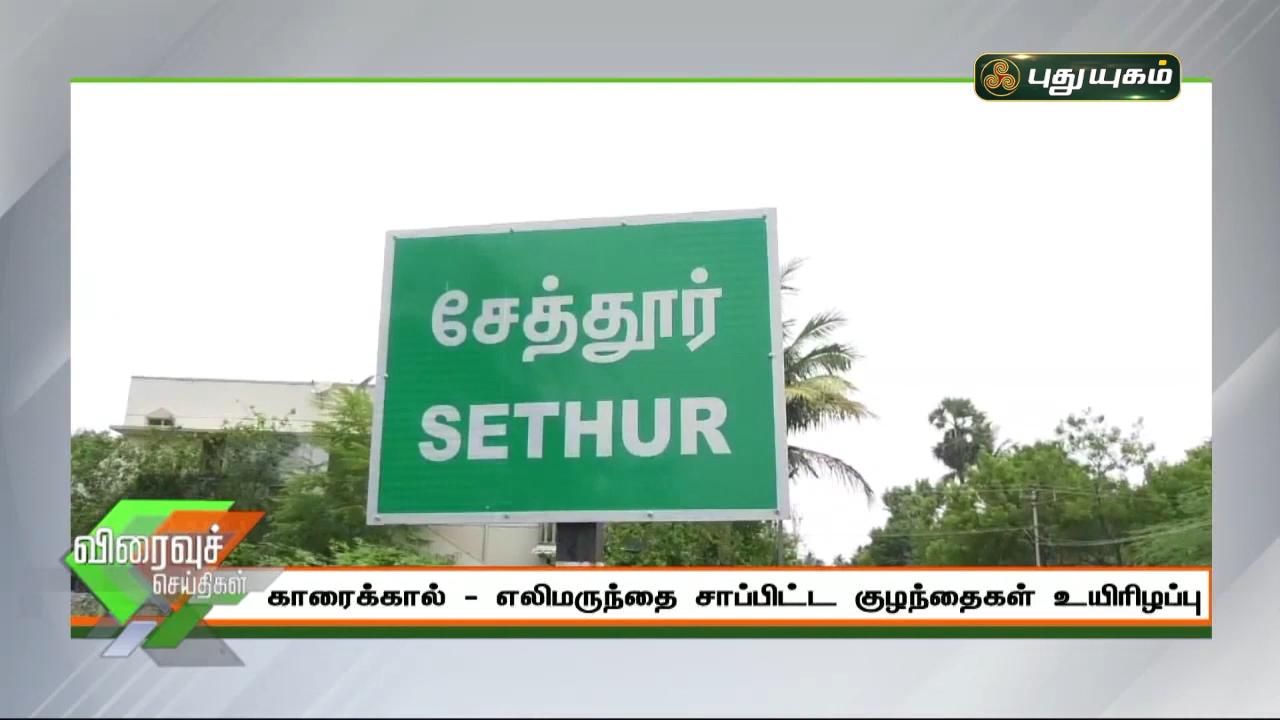 புதுயுகம்
சேத்தூர்
SETHUR
விரைவுச்
செய்திகள்
காரைக்கால் - எலிமருந்தை சாப்பிட்ட குழந்தைகள் உயிரிழப்பு